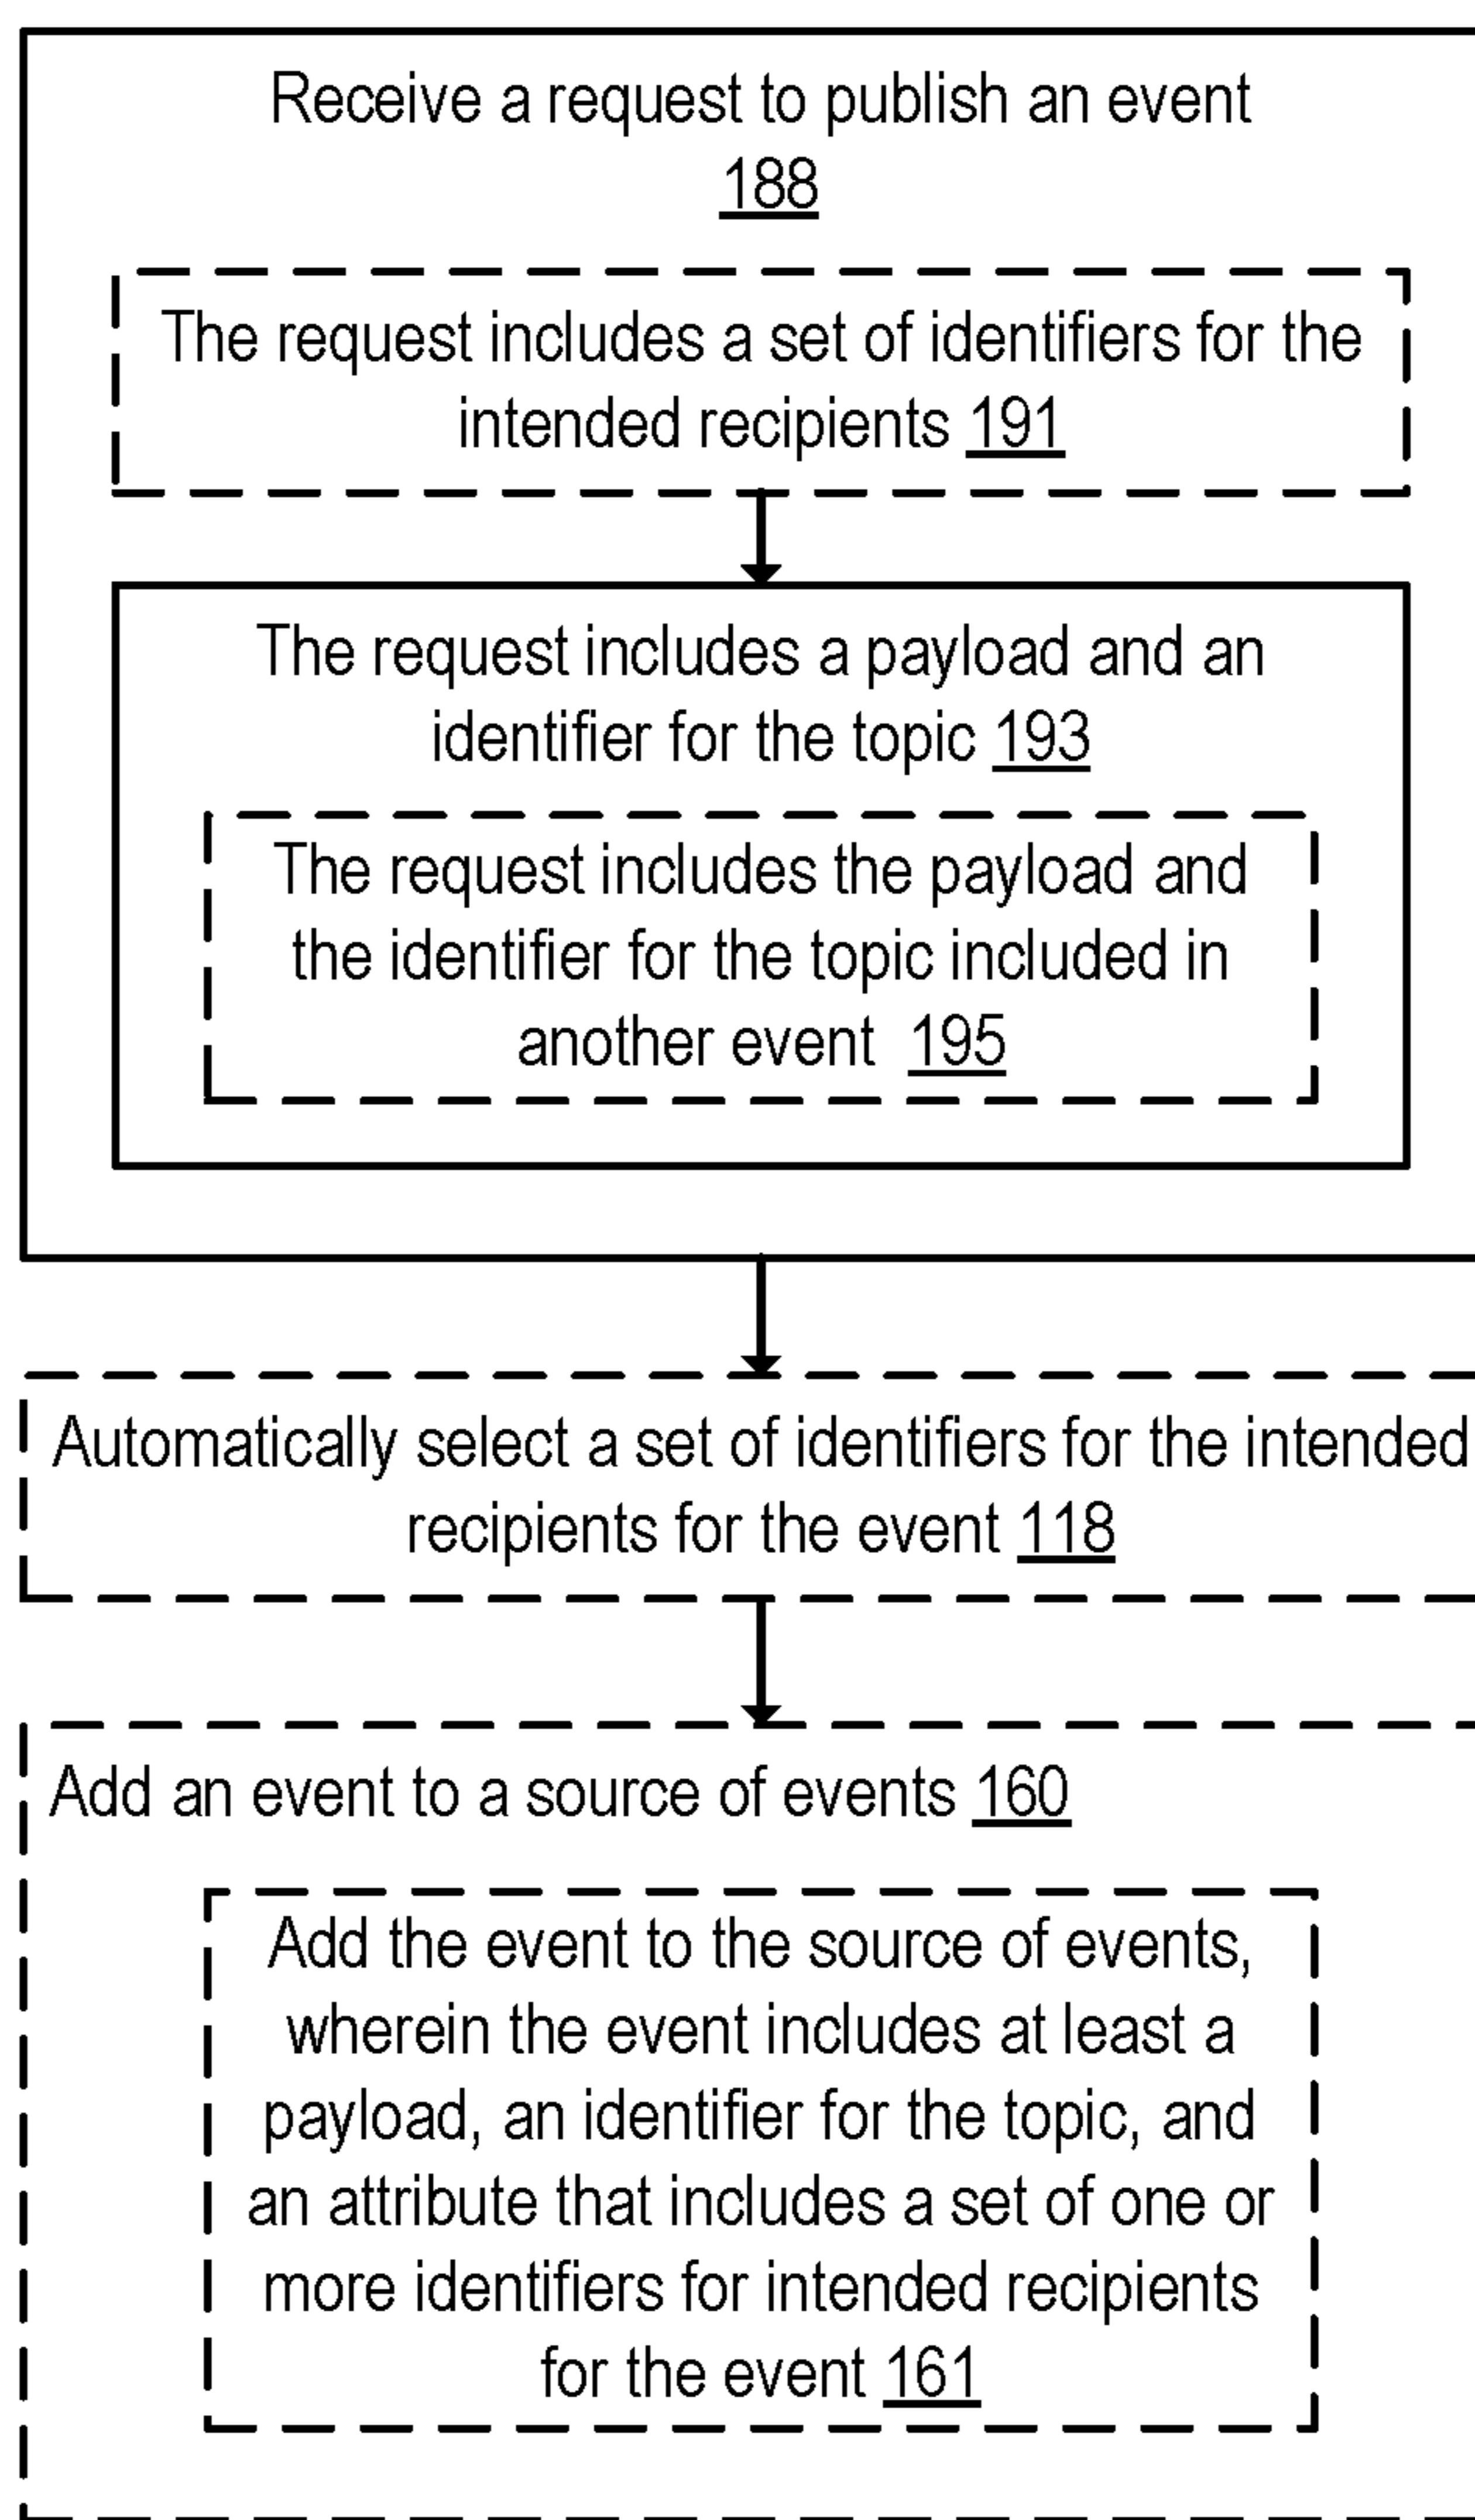 Receive a request to publish an event
188
The request includes a set of identifiers for the
intended recipients 191
The request includes a payload and an
identifier for the topic 193
The request includes the payload and
the identifier for the topic included in
another event 195
Automatically select a set of identifiers for the intended
recipients for the event 118
Add an event to a source of events 160
Add the event to the source of events,
wherein the event includes at least a
payload, an identifier for the topic, and
an attribute that includes a set of one or
more identifiers for intended recipients
for the event 161